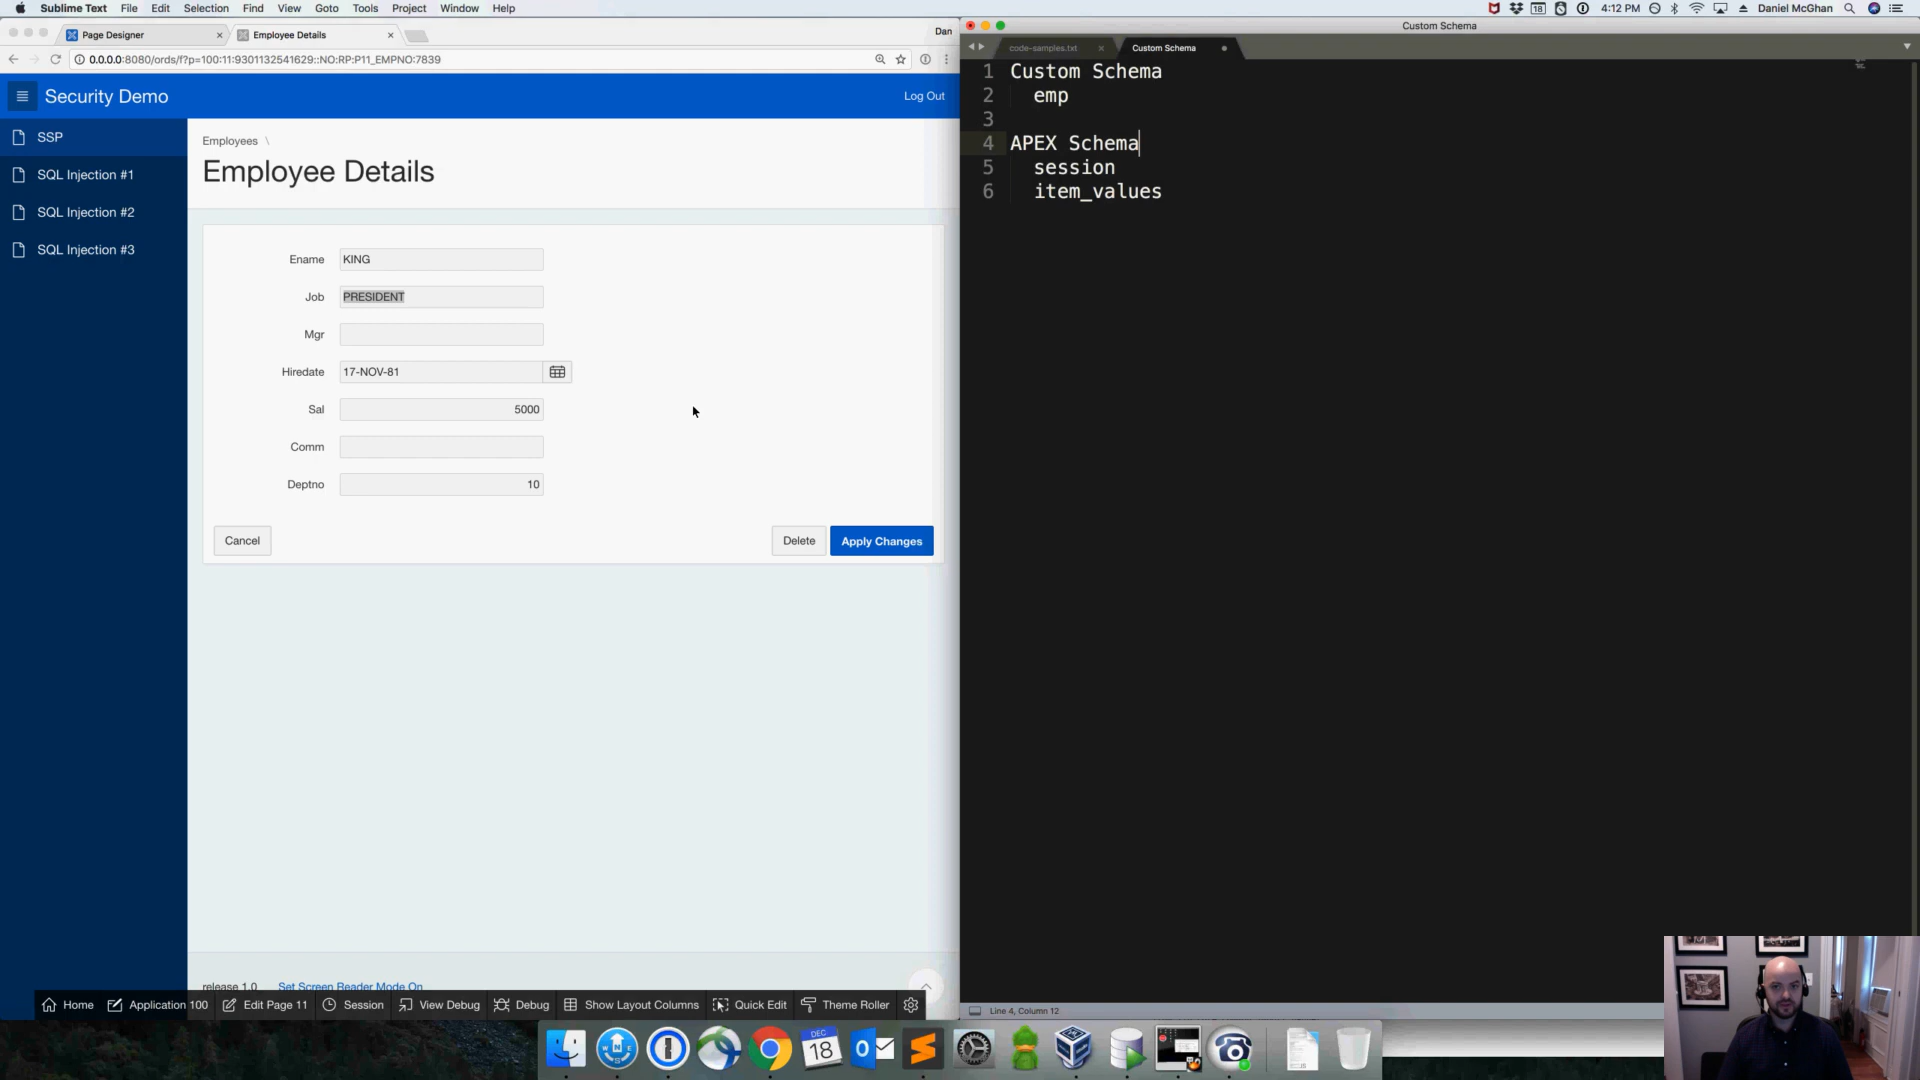 Sublime Text File Edit Selection Find View Goto Tools Project Window Help
18 4:12 PM Daniel McGhan
Page Designer × Employee Details × Dan
0.0.0.0:8080/ords/f?p=100:11:9301132541629::NO:RP:P11_EMPNO:7839
Security Demo Log Out
SSP
SQL Injection #1
SQL Injection #2
SQL Injection #3
Employees \
Employee Details
Ename KING
Job PRESIDENT
Mgr
Hiredate 17-NOV-81
Sal 5000
Comm
Deptno 10
Cancel Delete Apply Changes
release 1.0 Set Screen Reader Mode On
Home Application 100 Edit Page 11 Session View Debug Debug Show Layout Columns Quick Edit Theme Roller
Custom Schema
code-samples.txt × Custom Schema
1 Custom Schema
2 emp
3
4 APEX Schema
5 session
6 item_values
Line 4, Column 12
DEC
18